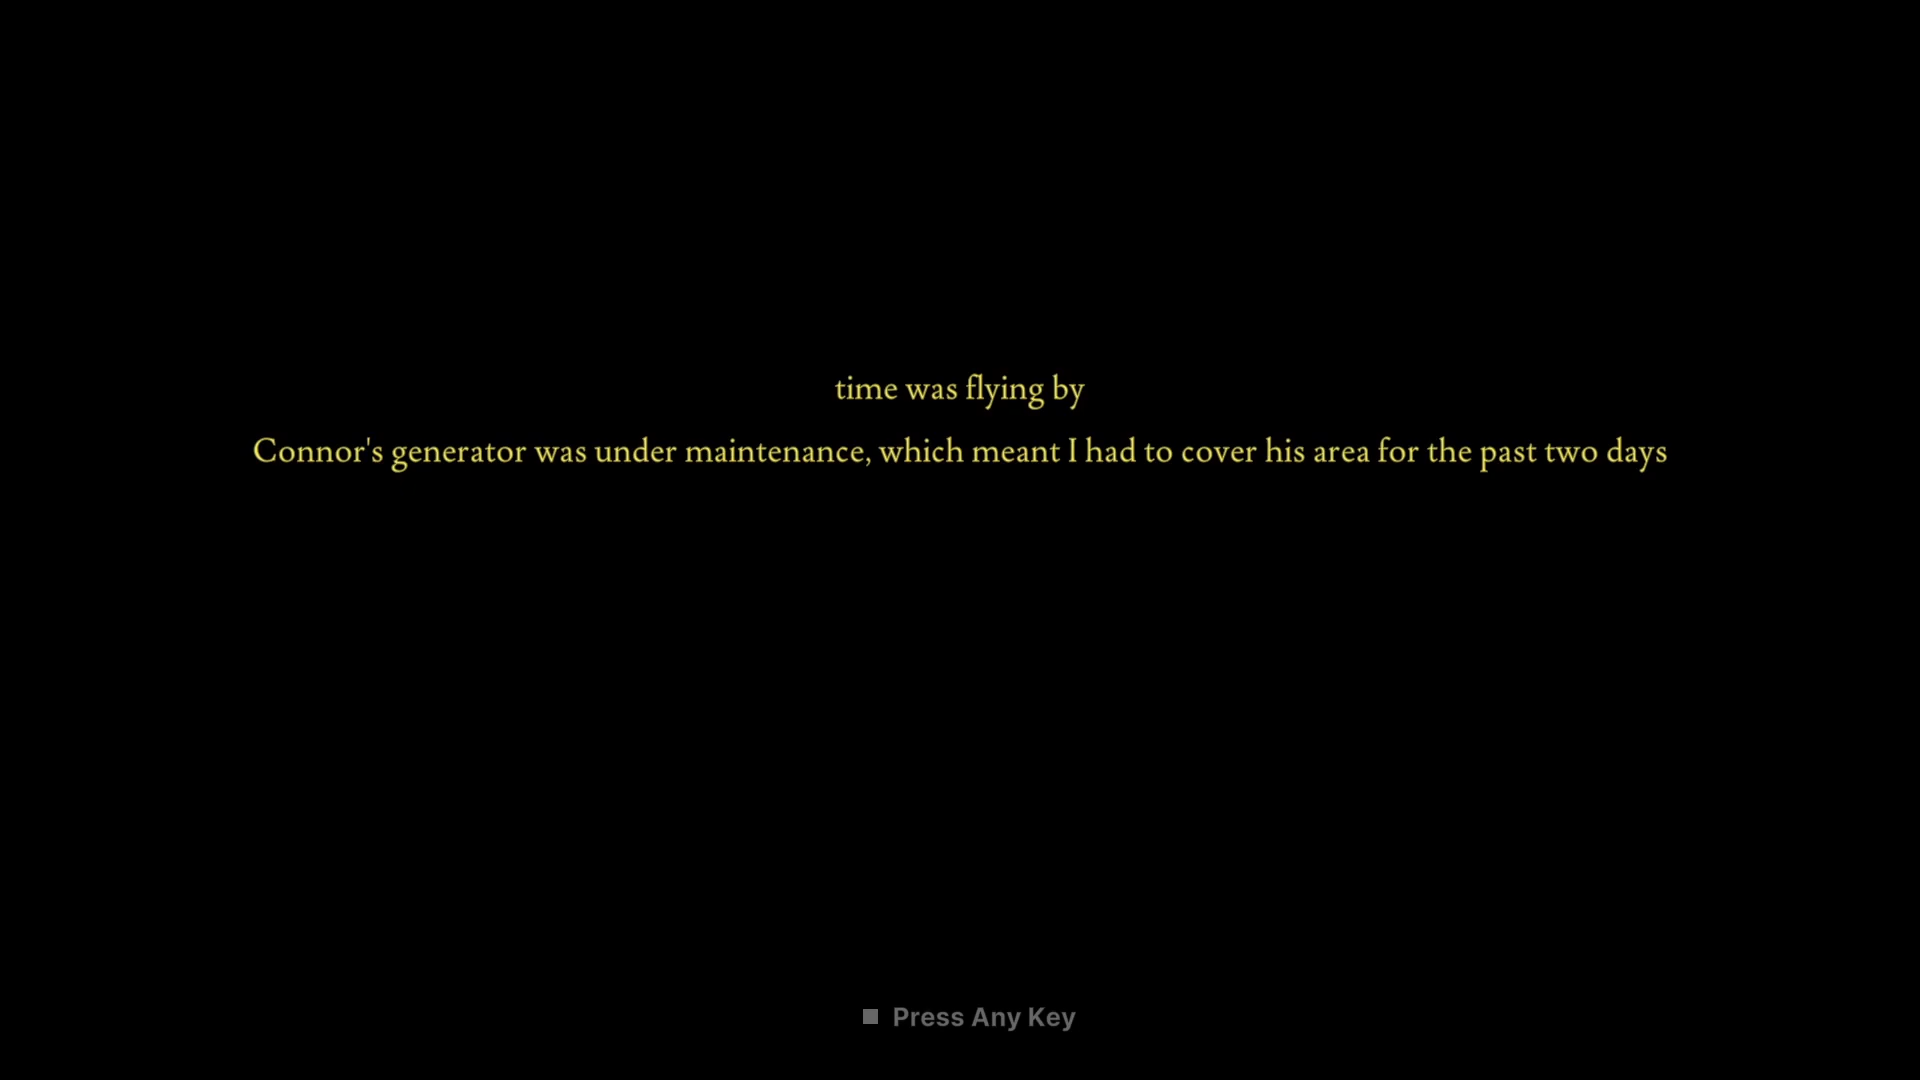 time was flying by
Connor's generator was under maintenance, which meant I had to cover his area for the past two days
Press Any Key